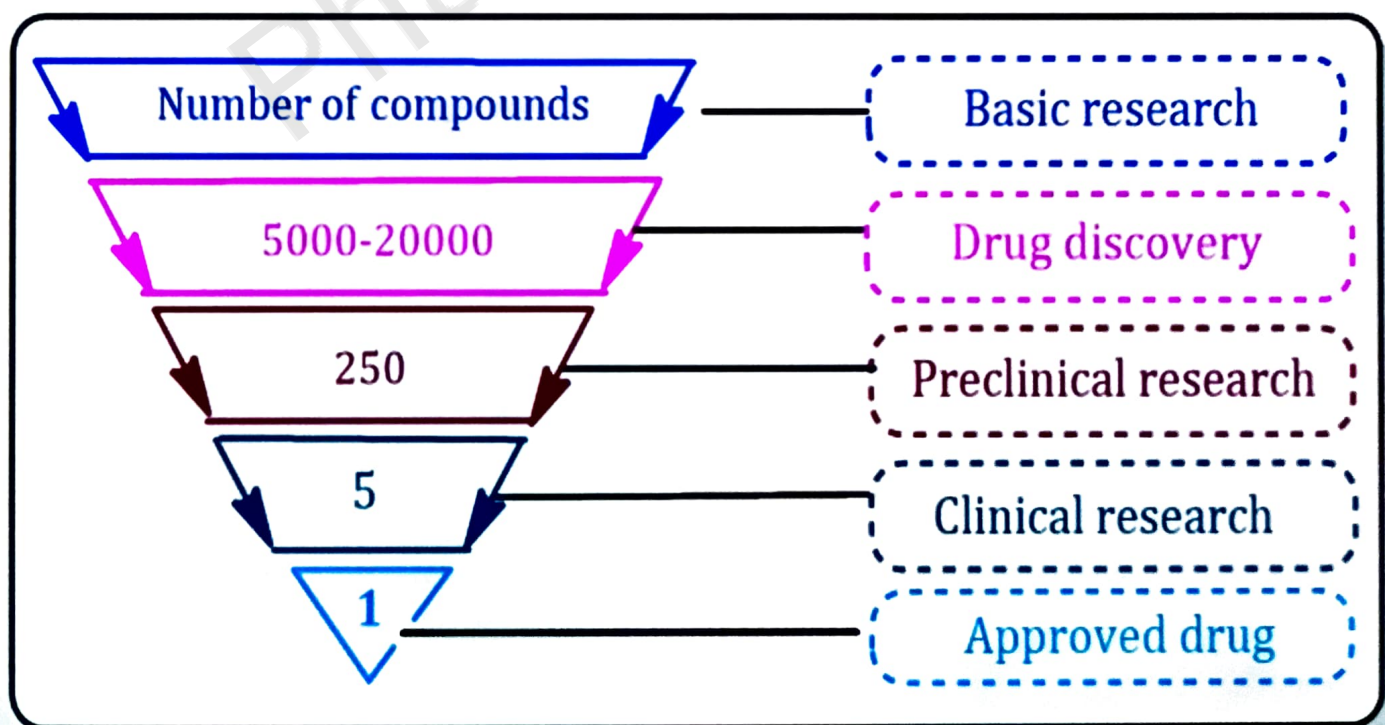 Number of compounds
Basic research
5000-20000
Drug discovery
250
Preclinical research
5
Clinical research
1
Approved drug